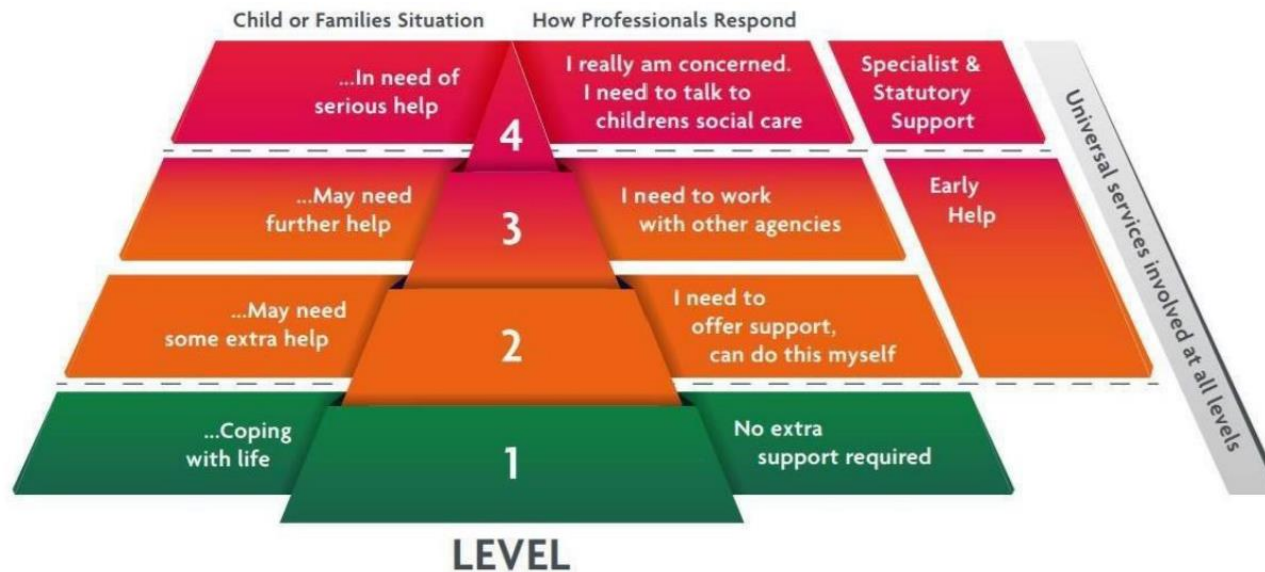 Child or Families Situation
How Professionals Respond
...In need of
serious help
4
I really am concerned.
I need to talk to
childrens social care
Specialist &
Statutory
Support
...May need
further help
3
I need to work
with other agencies
Early
Help
...May need
some extra help
2
I need to
offer support,
can do this myself
...Coping
with life
1
No extra
support required
Universal services involved at all levels
LEVEL